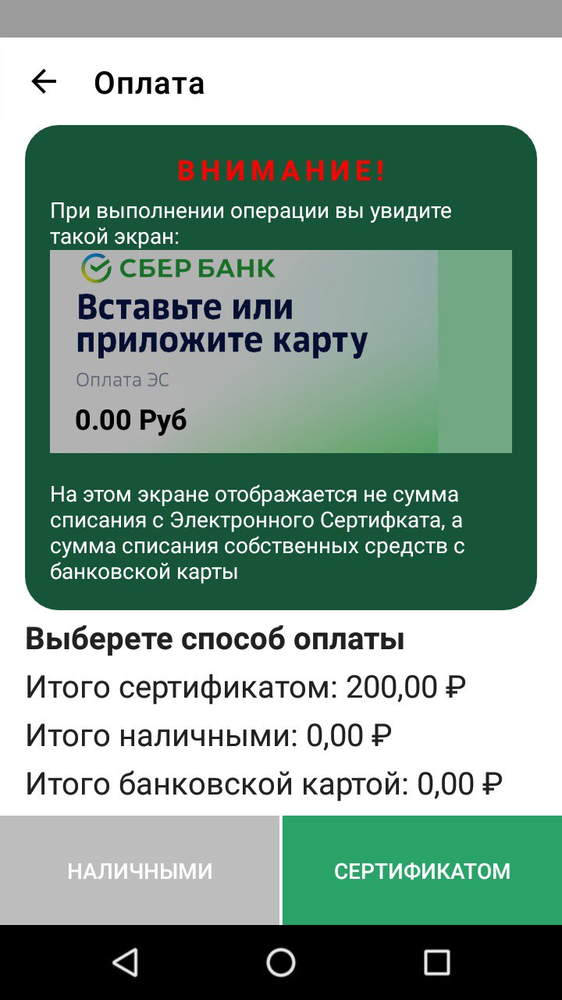 Оплата
ВНИМАНИЕ!
При выполнении операции вы увидите
такой экран:
СБЕР БАНК
Вставьте или
приложите карту
Оплата ЭС
0.00 Руб
На этом экране отображается не сумма
списания с Электронного Сертифката, а
сумма списания собственных средств с
банковской карты
Выберете способ оплаты
Итого сертификатом: 200,00 ₽
Итого наличными: 0,00 ₽
Итого банковской картой: 0,00 ₽
НАЛИЧНЫМИ
СЕРТИФИКАТОМ